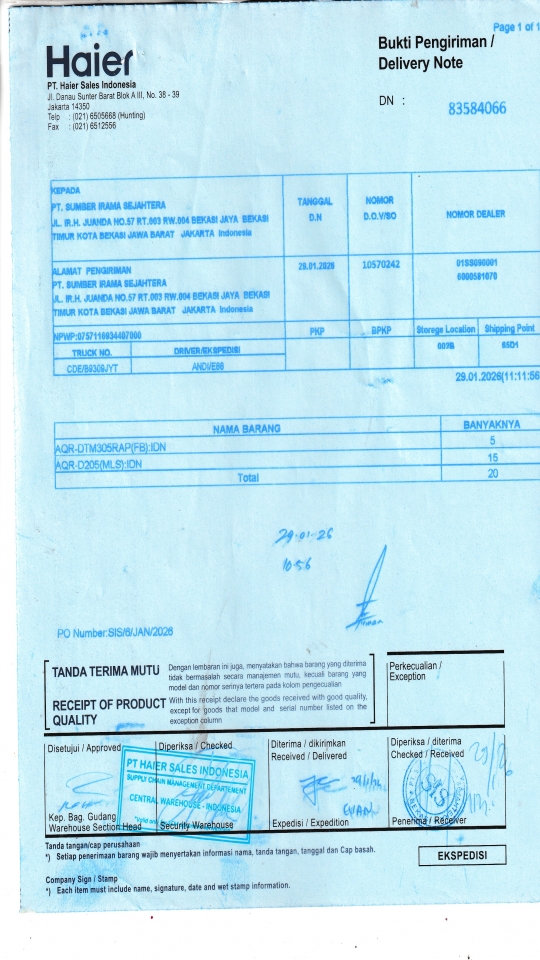 Page 1 of 1
Haier
Bukti Pengiriman /
Delivery Note
PT. Haier Sales Indonesia
Jl. Danau Sunter Barat Blok A III, No. 38 - 39
Jakarta 14350
Telp : (021) 6505668 (Hunting)
Fax : (021) 6512556
DN : 83584066
KEPADA
PT. SUMBER IRAMA SEJAHTERA
JL. IR.H. JUANDA NO.57 RT.003 RW.004 BEKASI JAYA BEKASI
TIMUR KOTA BEKASI JAWA BARAT JAKARTA Indonesia
TANGGAL
D.N
NOMOR
D.O.V/SO
NOMOR DEALER
ALAMAT PENGIRIMAN
PT. SUMBER IRAMA SEJAHTERA
JL. IR.H. JUANDA NO.57 RT.003 RW.004 BEKASI JAYA BEKASI
TIMUR KOTA BEKASI JAWA BARAT JAKARTA Indonesia
29.01.2026
10570242
01SS090001
6000581070
NPWP:0757116934407000
PKP
BPKP
Storege Location
Shipping Point
TRUCK NO.
DRIVER/EKSPEDISI
002B
65D1
CDE/B9309JYT
29.01.2026(11:11:56
NAMA BARANG
BANYAKNYA
AQR-DTM305RAP(FB):IDN
5
AQR-D205(MLS):IDN
15
Total
20
29-01-26
10:56
PO Number:SIS/6/JAN/2026
TANDA TERIMA MUTU
Dengan lembaran ini juga, menyatakan bahwa barang yang diterima
tidak bermasalah secara manajemen mutu, kecuali barang yang
model dan nomor serinya tertera pada kolom pengecualian
RECEIPT OF PRODUCT
QUALITY
With this receipt declare the goods received with good quality,
except for goods that model and serial number listed on the
exception column
Perkecualian /
Exception
Disetujui / Approved
Diperiksa / Checked
Diterima / dikirimkan
Received / Delivered
Diperiksa / diterima
Checked / Received
PT HAIER SALES INDONESIA
SUPPLY CHAIN MANAGEMENT DEPARTEMENT
CENTRAL WAREHOUSE - INDONESIA
SIS
Kep. Bag. Gudang
Warehouse Section Head
Security Warehouse
Expedisi / Expedition
Penerima / Receiver
Tanda tangan/cap perusahaan
*) Setiap penerimaan barang wajib menyertakan informasi nama, tanda tangan, tanggal dan Cap basah.
EKSPEDISI
Company Sign / Stamp
*) Each item must include name, signature, date and wet stamp information.